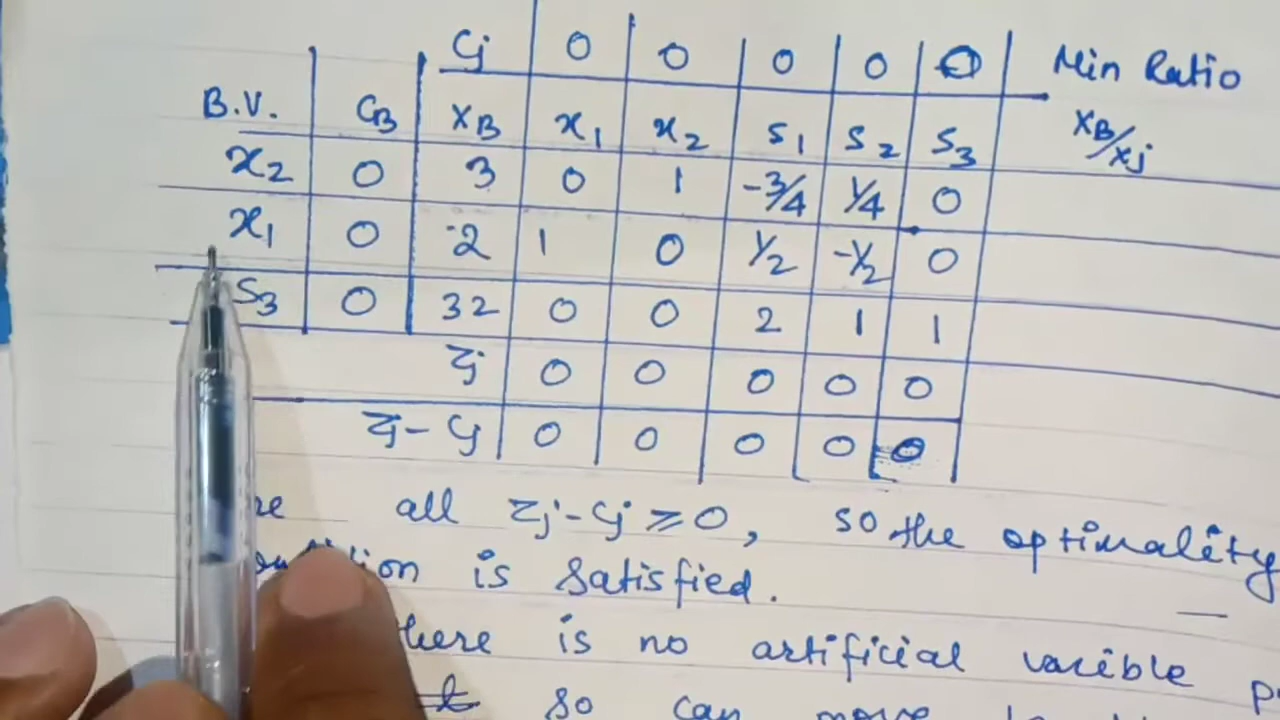 Cj 0 0 0 0 0 Min Ratio
B.V. CB XB x1 x2 s1 s2 s3 XB/xj
x2 0 3 0 1 -3/4 1/4 0
x1 0 2 1 0 1/2 -1/2 0
S3 0 32 0 0 2 1 1
Zj 0 0 0 0 0
Zj-Cj 0 0 0 0 0
all Zj-Cj ≥ 0, so the optimality
is satisfied.
there is no artificial varible
so can move